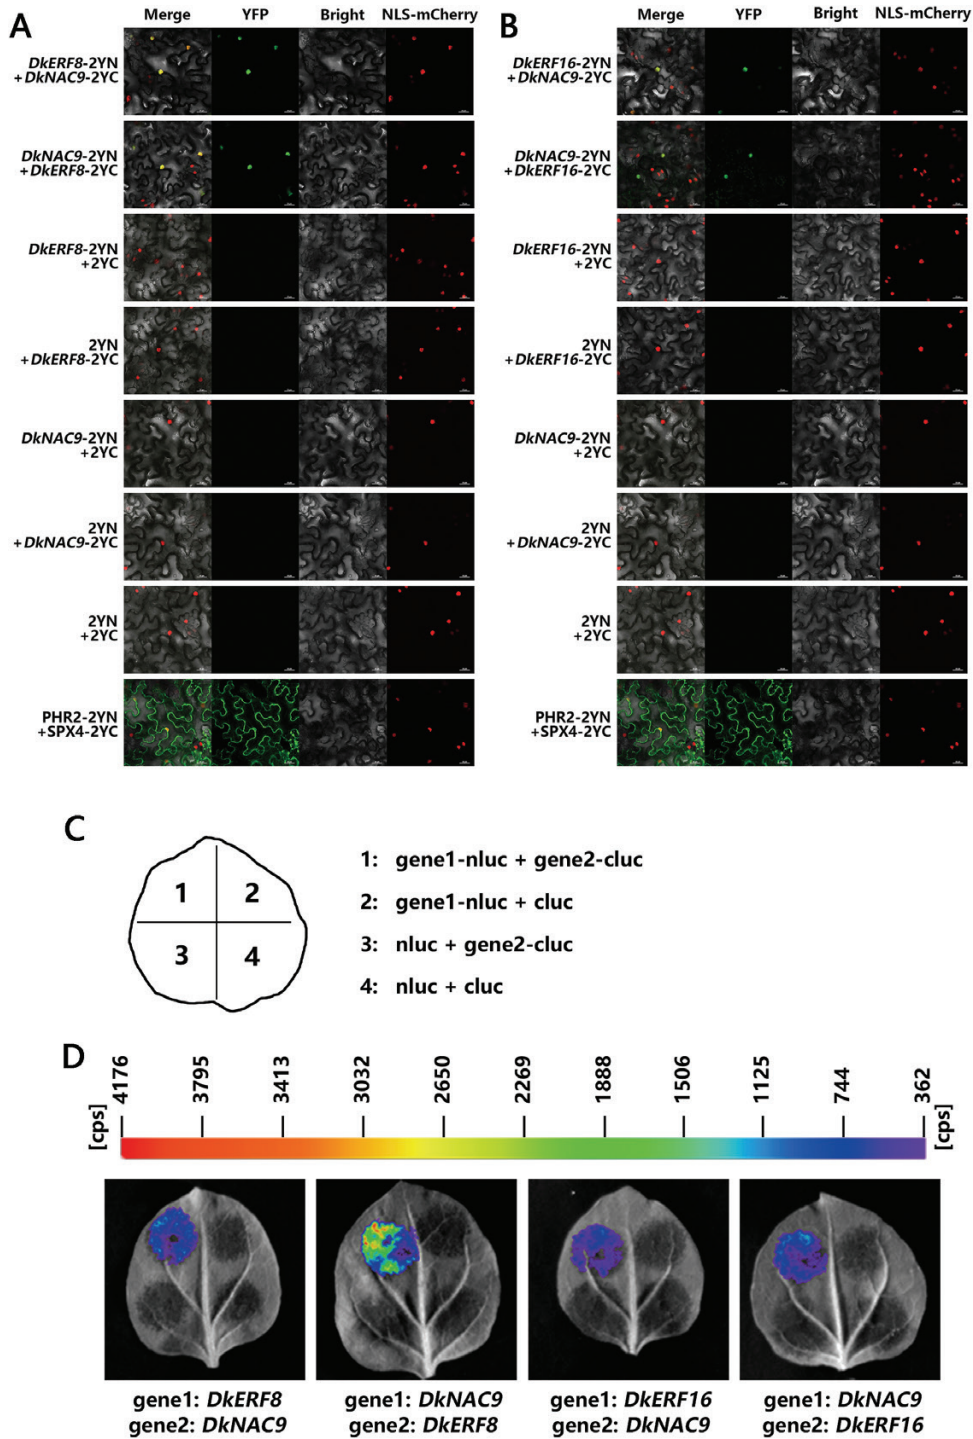 A
Merge YFP Bright NLS-mCherry
DkERF8-2YN
+DkNAC9-2YC
DkNAC9-2YN
+DkERF8-2YC
DkERF8-2YN
+2YC
2YN
+DkERF8-2YC
DkNAC9-2YN
+2YC
2YN
+DkNAC9-2YC
2YN
+2YC
PHR2-2YN
+SPX4-2YC
B
Merge YFP Bright NLS-mCherry
DkERF16-2YN
+DkNAC9-2YC
DkNAC9-2YN
+DkERF16-2YC
DkERF16-2YN
+2YC
2YN
+DkERF16-2YC
DkNAC9-2YN
+2YC
2YN
+DkNAC9-2YC
2YN
+2YC
PHR2-2YN
+SPX4-2YC
C
1 2
3 4
1: gene1-nluc + gene2-cluc
2: gene1-nluc + cluc
3: nluc + gene2-cluc
4: nluc + cluc
D
[cps] 4176 3795 3413 3032 2650 2269 1888 1506 1125 744 362 [cps]
gene1: DkERF8
gene2: DkNAC9
gene1: DkNAC9
gene2: DkERF8
gene1: DkERF16
gene2: DkNAC9
gene1: DkNAC9
gene2: DkERF16